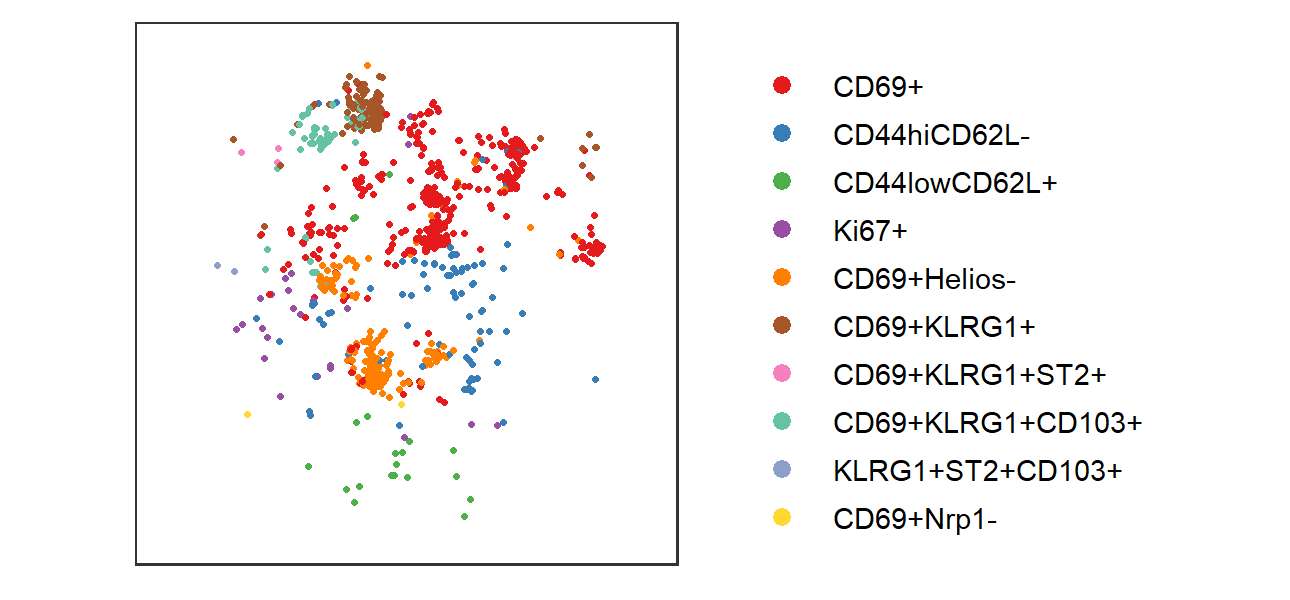 CD69+
CD44hiCD62L-
CD44lowCD62L+
Ki67+
CD69+Helios-
CD69+KLRG1+
CD69+KLRG1+ST2+
CD69+KLRG1+CD103+
KLRG1+ST2+CD103+
CD69+Nrp1-